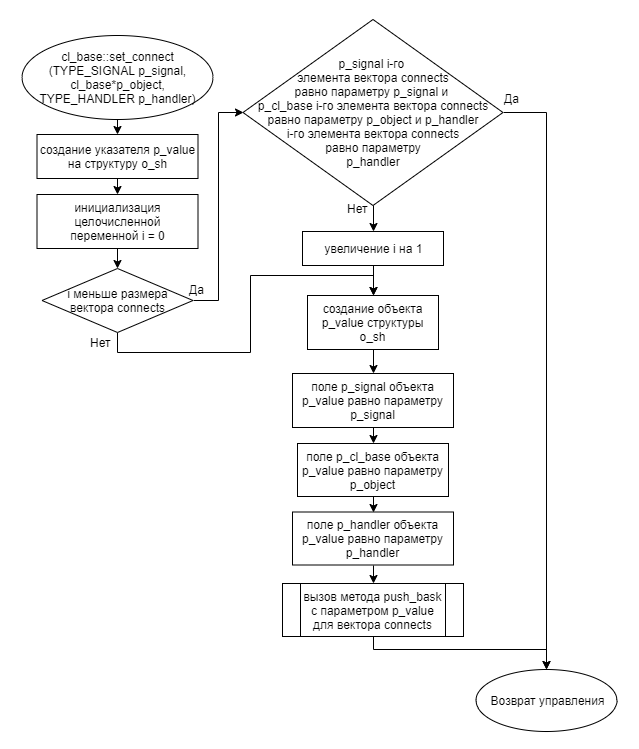 cl_base::set_connect
(TYPE_SIGNAL p_signal,
cl_base*p_object,
TYPE_HANDLER p_handler)
создание указателя p_value
на структуру o_sh
инициализация
целочисленной
переменной i = 0
i меньше размера
вектора connects
Да
Нет
p_signal i-го
элемента вектора connects
равно параметру p_signal и
p_cl_base i-го элемента вектора connects
равно параметру p_object и p_handler
i-го элемента вектора connects
равно параметру
p_handler
Да
Нет
увеличение i на 1
создание объекта
p_value структуры
o_sh
поле p_signal объекта
p_value равно параметру
p_signal
поле p_cl_base объекта
p_value равно параметру
p_object
поле p_handler объекта
p_value равно параметру
p_handler
вызов метода push_bask
с параметром p_value
для вектора connects
Возврат управления